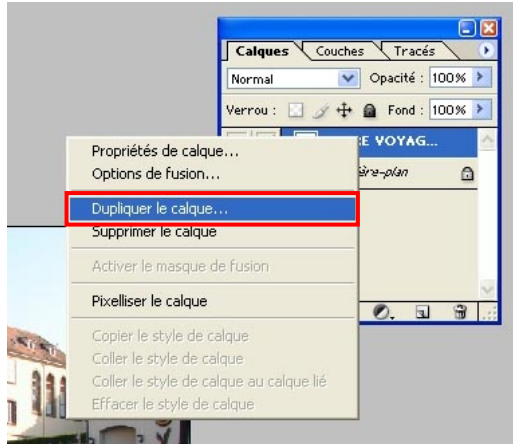 Calques Couches Tracés
Normal Opacité : 100%
Verrou : Fond : 100%
E VOYAG...
ère-plan
Propriétés de calque...
Options de fusion...
Dupliquer le calque...
Supprimer le calque
Activer le masque de fusion
Pixelliser le calque
Copier le style de calque
Coller le style de calque
Coller le style de calque au calque lié
Effacer le style de calque